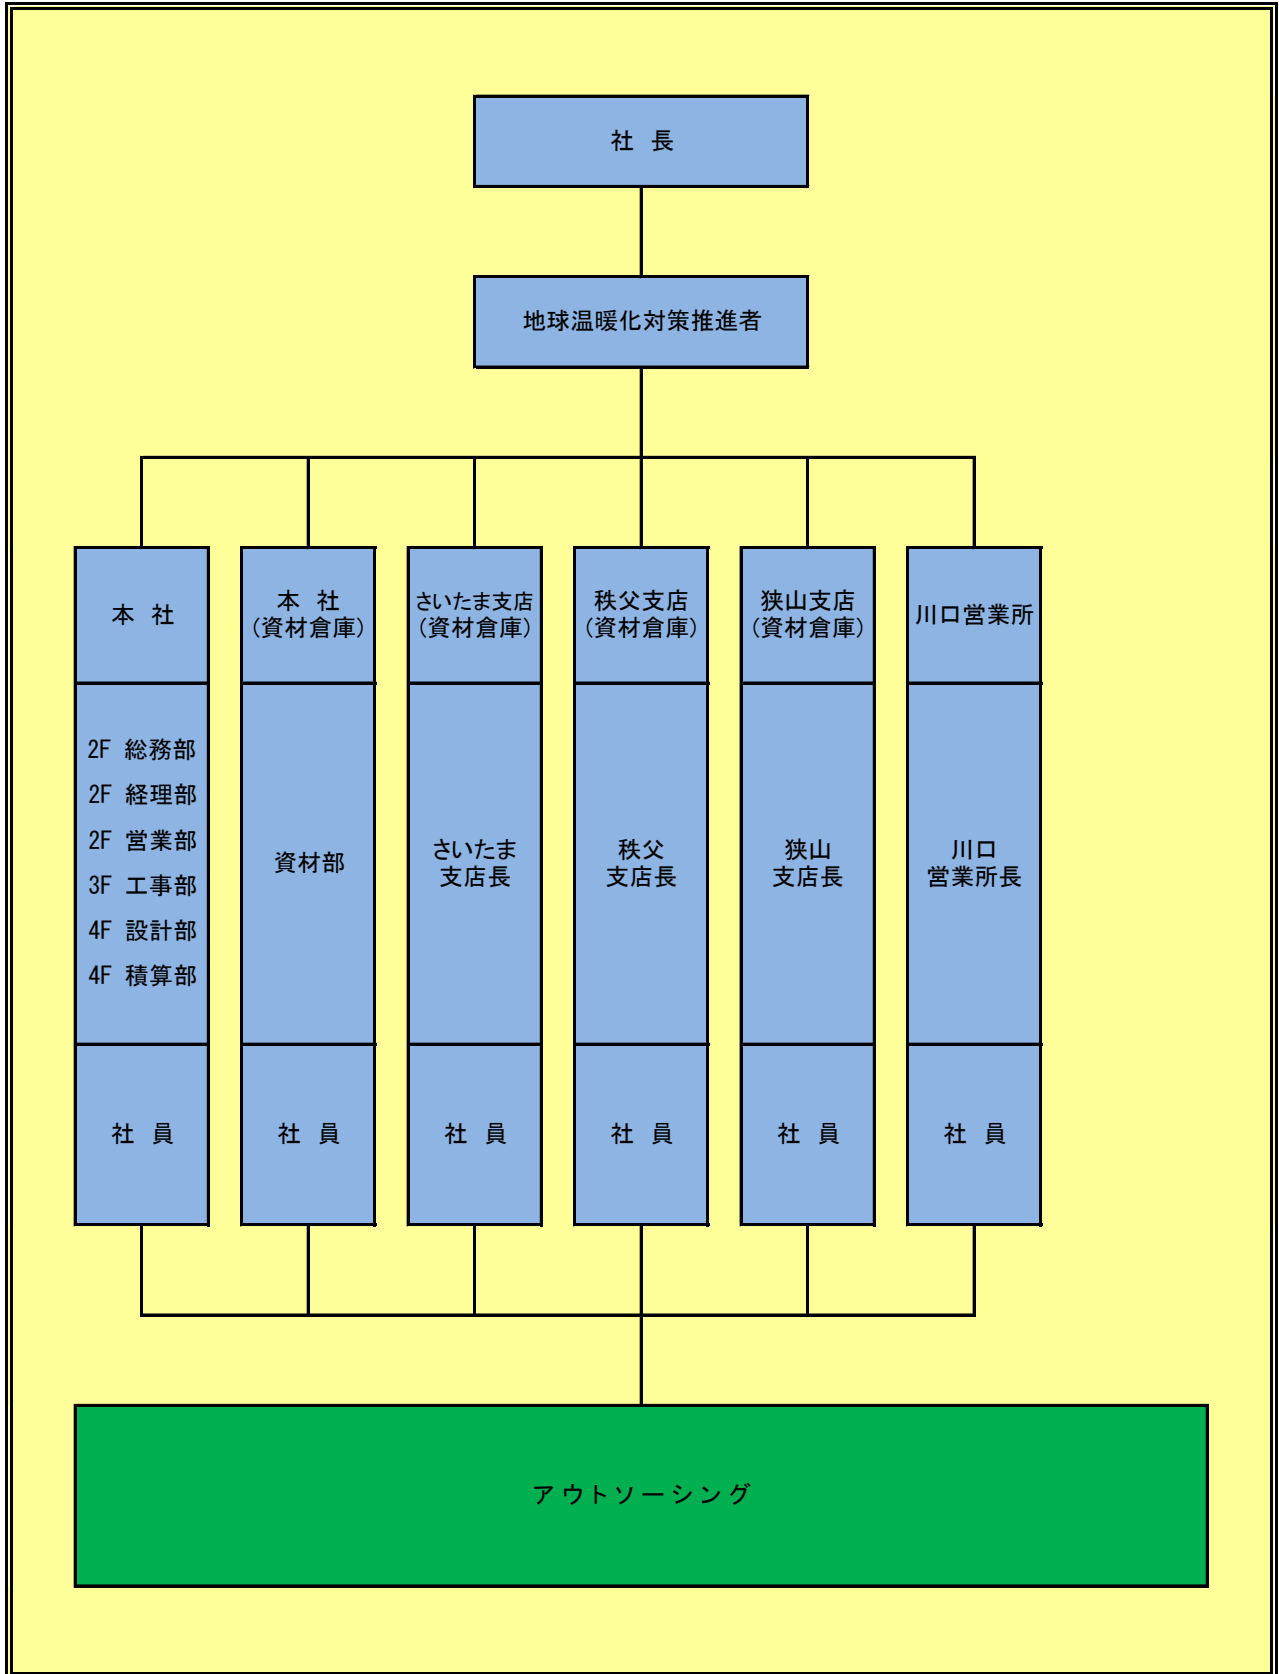 社 長
地球温暖化対策推進者
本 社
本 社
(資材倉庫)
さいたま支店
(資材倉庫)
秩父支店
(資材倉庫)
狭山支店
(資材倉庫)
川口営業所
2F 総務部
2F 経理部
2F 営業部
3F 工事部
4F 設計部
4F 積算部
資材部
さいたま
支店長
秩父
支店長
狭山
支店長
川口
営業所長
社 員
社 員
社 員
社 員
社 員
社 員
アウトソーシング